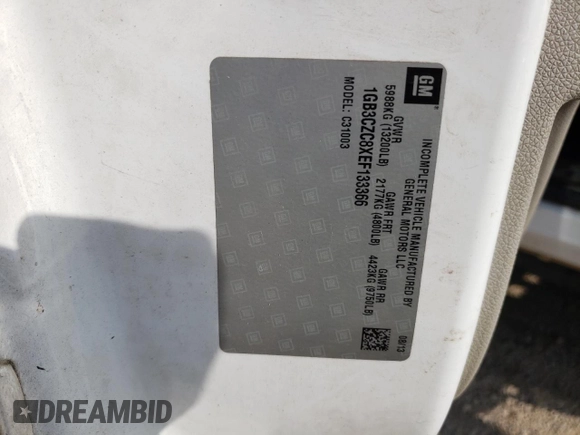 GM
INCOMPLETE VEHICLE MANUFACTURED BY
GENERAL MOTORS LLC
08/13
GVWR GAWR FRT GAWR RR
5988KG (13200LB) 2177KG (4800LB) 4423KG (9750LB)
1GB3CZC8XEF133366
MODEL: C31003
DREAMBID